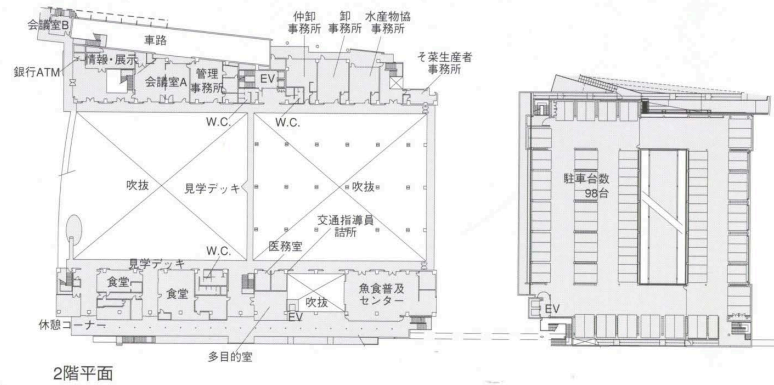 会議室B
車路
仲卸
事務所
卸
事務所
水産物協
事務所
そ菜生産者
事務所
銀行ATM
情報・展示
会議室A
管理
事務所
EV
W.C.
W.C.
吹抜
見学デッキ
吹抜
駐車台数
98台
見学デッキ
W.C.
医務室
交通指導員
詰所
食堂
食堂
吹抜
EV
魚食普及
センター
休憩コーナー
多目的室
EV
2階平面